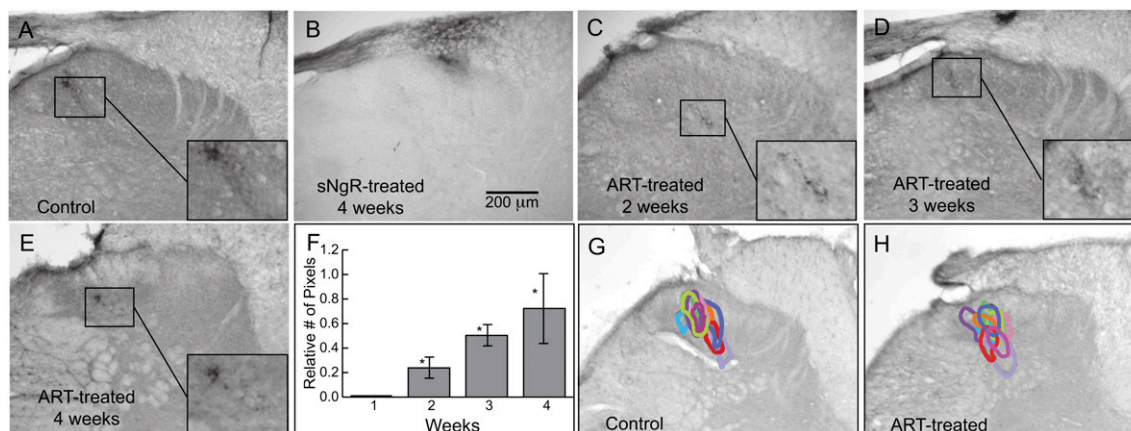 A
Control
B
sNgR-treated
4 weeks
200 μm
C
ART-treated
2 weeks
D
ART-treated
3 weeks
E
ART-treated
4 weeks
F
Relative # of Pixels
1.2
1.0
0.8
0.6
0.4
0.2
0.0
*
*
*
1 2 3 4
Weeks
G
Control
H
ART-treated